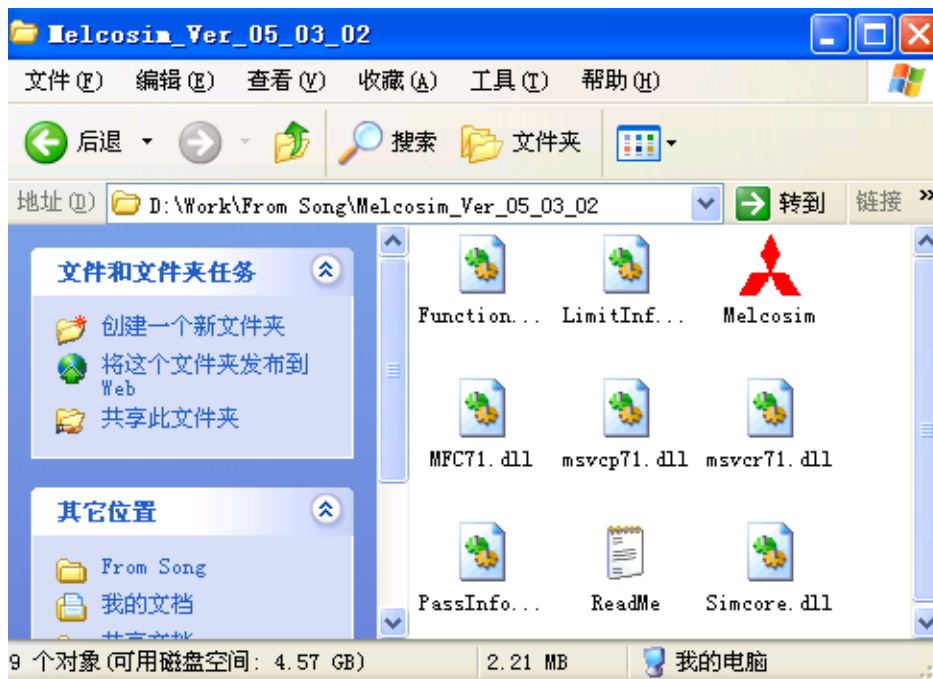 Melcosim_Ver_05_03_02
文件(F) 编辑(E) 查看(V) 收藏(A) 工具(T) 帮助(H)
后退 搜索 文件夹
地址(D) D:\Work\From Song\Melcosim_Ver_05_03_02 转到 链接 »
文件和文件夹任务
创建一个新文件夹
将这个文件夹发布到
Web
共享此文件夹
其它位置
From Song
我的文档
共享文档
Function... LimitInf... Melcosim
MFC71.dll msvcp71.dll msvcr71.dll
PassInfo... ReadMe Simcore.dll
9 个对象(可用磁盘空间: 4.57 GB) 2.21 MB 我的电脑